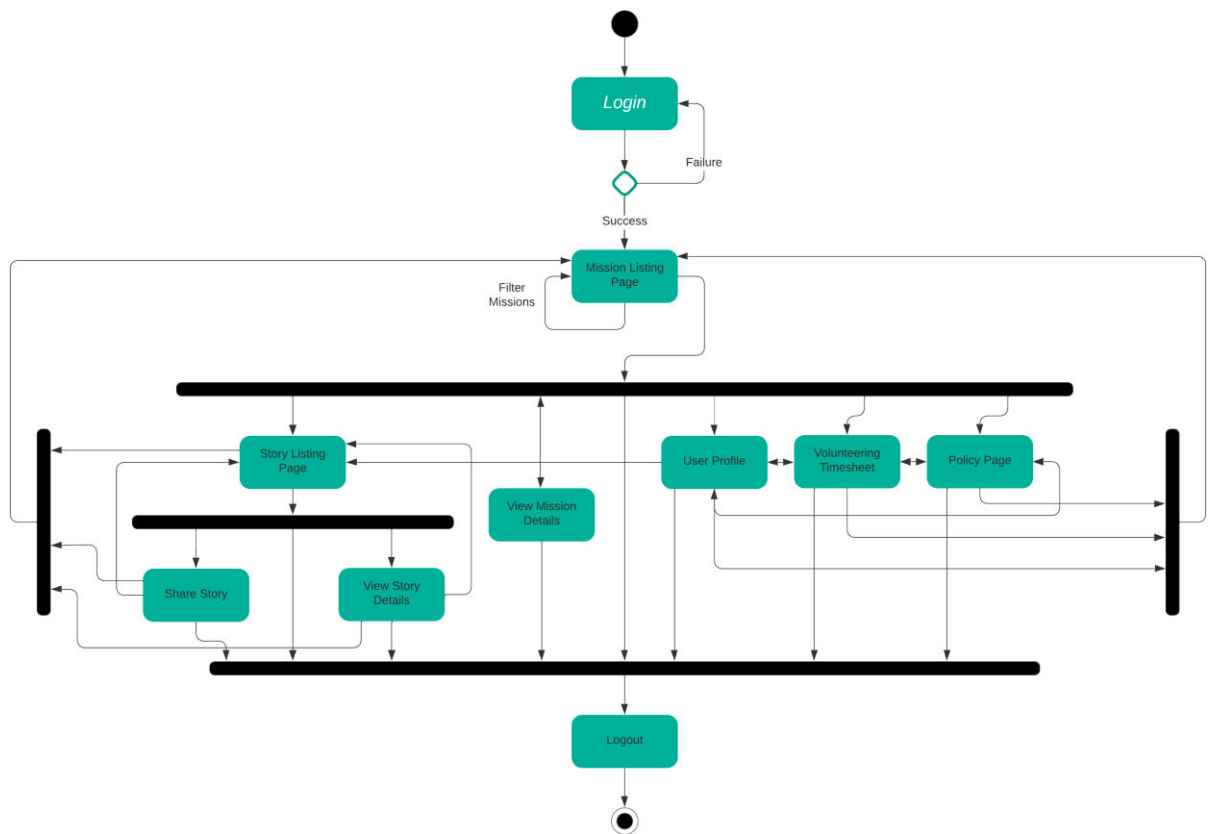 Login
Failure
Success
Mission Listing
Page
Filter
Missions
Story Listing
Page
User Profile
Volunteering
Timesheet
Policy Page
View Mission
Details
Share Story
View Story
Details
Logout